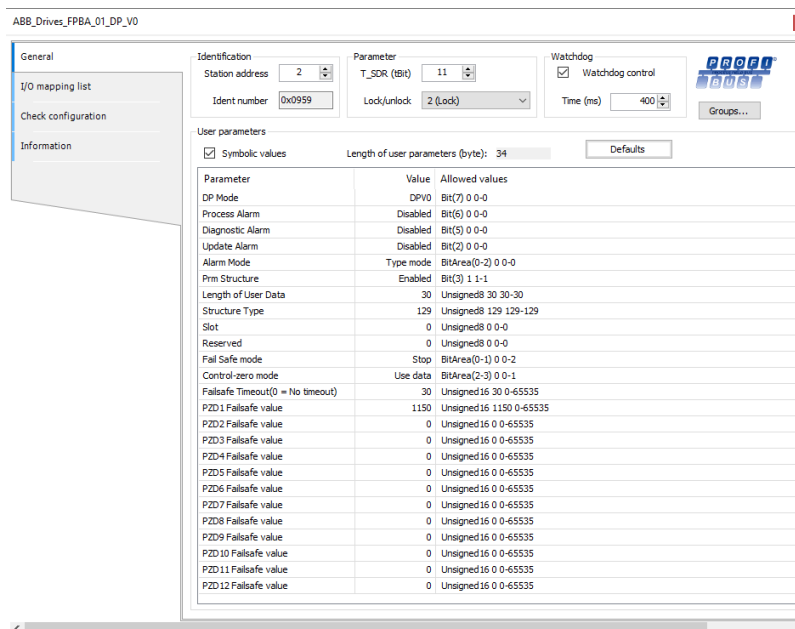 ABB_Drives_FPBA_01_DP_V0
General
I/O mapping list
Check configuration
Information
Identification
Station address 2
Ident number 0x0959
Parameter
T_SDR (tBit) 11
Lock/unlock 2 (Lock)
Watchdog
Watchdog control
Time (ms) 400
PROFI
BUS
Groups...
User parameters
Symbolic values Length of user parameters (byte): 34 Defaults
Parameter Value Allowed values
DP Mode DPV0 Bit(7) 0 0-0
Process Alarm Disabled Bit(6) 0 0-0
Diagnostic Alarm Disabled Bit(5) 0 0-0
Update Alarm Disabled Bit(2) 0 0-0
Alarm Mode Type mode BitArea(0-2) 0 0-0
Prm Structure Enabled Bit(3) 1 1-1
Length of User Data 30 Unsigned8 30 30-30
Structure Type 129 Unsigned8 129 129-129
Slot 0 Unsigned8 0 0-0
Reserved 0 Unsigned8 0 0-0
Fail Safe mode Stop BitArea(0-1) 0 0-2
Control-zero mode Use data BitArea(2-3) 0 0-1
Failsafe Timeout(0 = No timeout) 30 Unsigned16 30 0-65535
PZD1 Failsafe value 1150 Unsigned16 1150 0-65535
PZD2 Failsafe value 0 Unsigned16 0 0-65535
PZD3 Failsafe value 0 Unsigned16 0 0-65535
PZD4 Failsafe value 0 Unsigned16 0 0-65535
PZD5 Failsafe value 0 Unsigned16 0 0-65535
PZD6 Failsafe value 0 Unsigned16 0 0-65535
PZD7 Failsafe value 0 Unsigned16 0 0-65535
PZD8 Failsafe value 0 Unsigned16 0 0-65535
PZD9 Failsafe value 0 Unsigned16 0 0-65535
PZD10 Failsafe value 0 Unsigned16 0 0-65535
PZD11 Failsafe value 0 Unsigned16 0 0-65535
PZD12 Failsafe value 0 Unsigned16 0 0-65535